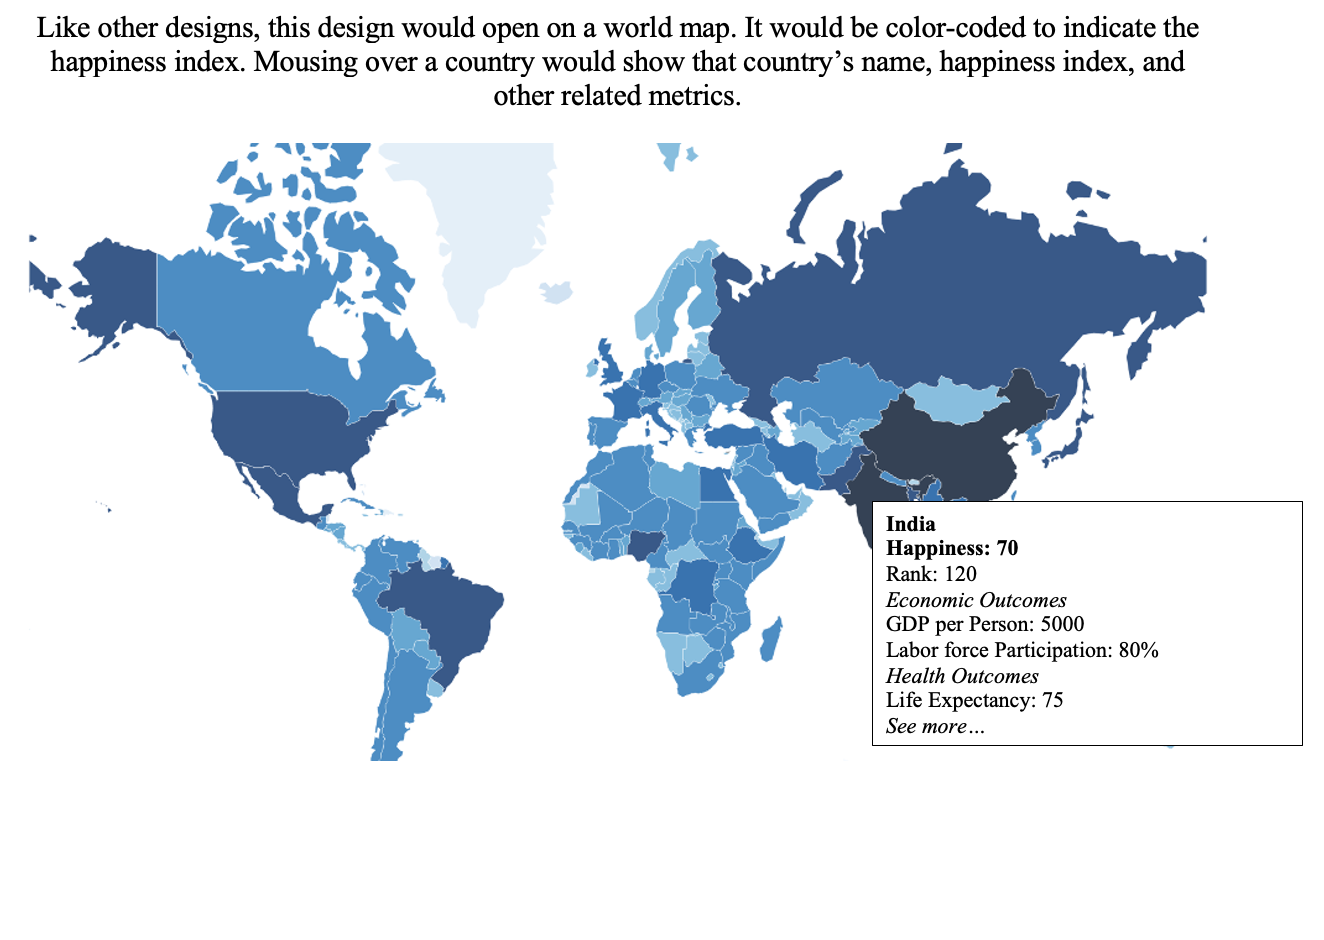 Like other designs, this design would open on a world map. It would be color-coded to indicate the
happiness index. Mousing over a country would show that country’s name, happiness index, and
other related metrics.
India
Happiness: 70
Rank: 120
Economic Outcomes
GDP per Person: 5000
Labor force Participation: 80%
Health Outcomes
Life Expectancy: 75
See more…